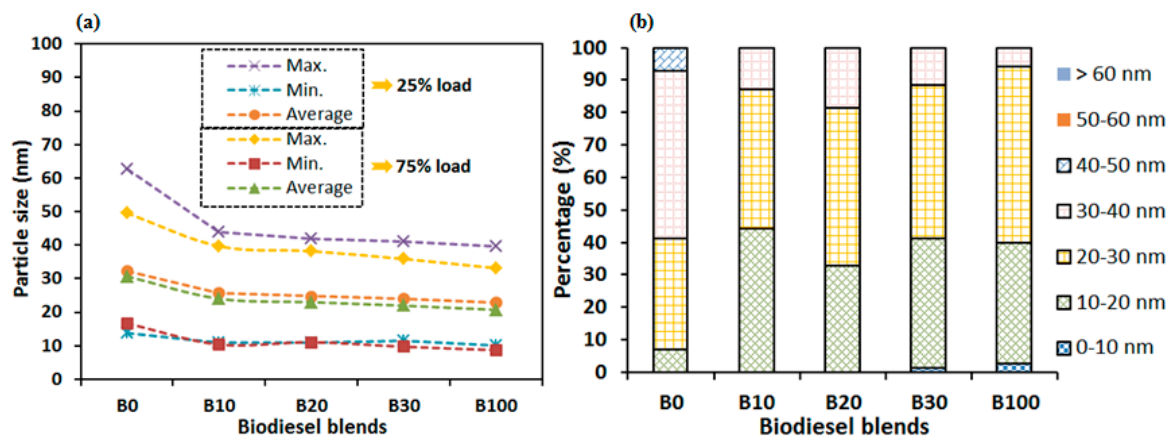 (a)
100
90
80
70
60
50
40
30
20
10
0
Particle size (nm)
Max.
Min.
Average
25% load
Max.
Min.
Average
75% load
B0 B10 B20 B30 B100
Biodiesel blends
(b)
100
90
80
70
60
50
40
30
20
10
0
Percentage (%)
B0 B10 B20 B30 B100
Biodiesel blends
> 60 nm
50-60 nm
40-50 nm
30-40 nm
20-30 nm
10-20 nm
0-10 nm